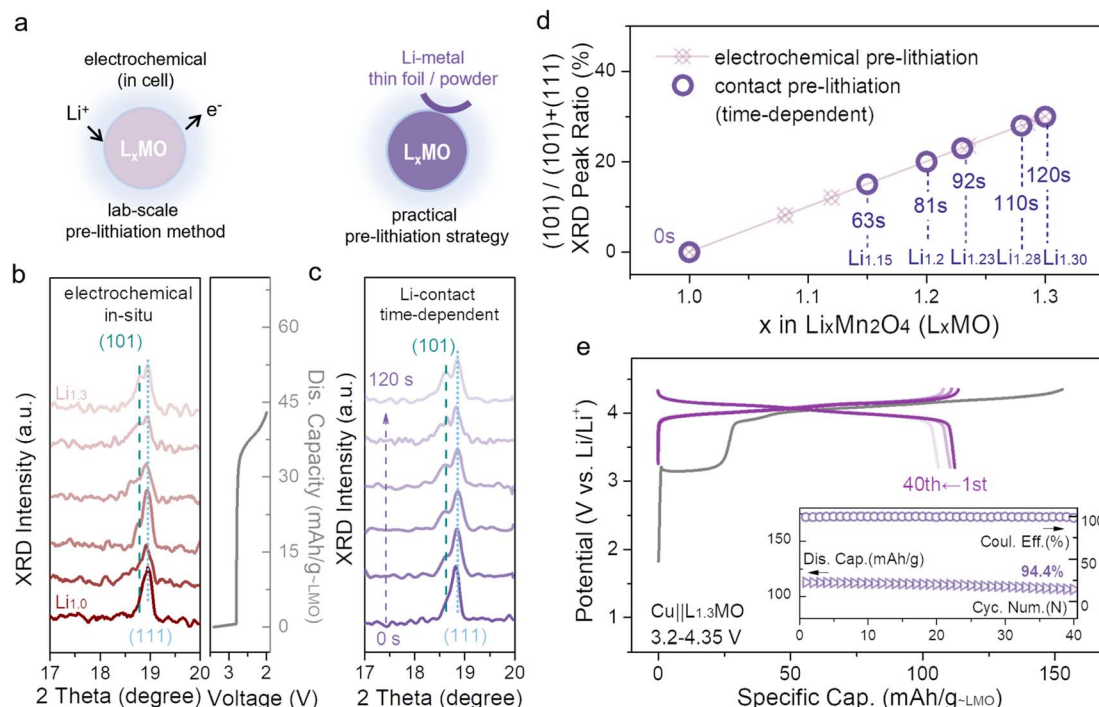 a
electrochemical
(in cell)
Li⁺
e⁻
LₓMO
lab-scale
pre-lithiation method
Li-metal
thin foil / powder
LₓMO
practical
pre-lithiation strategy
b
electrochemical
in-situ
(101)
Li1.3
Li1.0
(111)
XRD Intensity (a.u.)
17 18 19 20
2 Theta (degree)
60
45
30
15
0
Dis. Capacity (mAh/g~LMO)
4 2
Voltage (V)
c
Li-contact
time-dependent
(101)
120 s
0 s
(111)
XRD Intensity (a.u.)
17 18 19 20
2 Theta (degree)
d
(101) / (101)+(111)
XRD Peak Ratio (%)
40
20
0
electrochemical pre-lithiation
contact pre-lithiation
(time-dependent)
0s
63s
81s
92s
110s
120s
Li1.15
Li1.2
Li1.23
Li1.28
Li1.30
1.0 1.1 1.2 1.3
x in LiₓMn₂O₄ (LₓMO)
e
Potential (V vs. Li/Li⁺)
4
3
2
1
40th←1st
Cu||L1.3MO
3.2-4.35 V
150
100
Dis. Cap.(mAh/g)
Coul. Eff.(%)
94.4%
Cyc. Num.(N)
100
50
0
0 10 20 30 40
0 50 100 150
Specific Cap. (mAh/g~LMO)